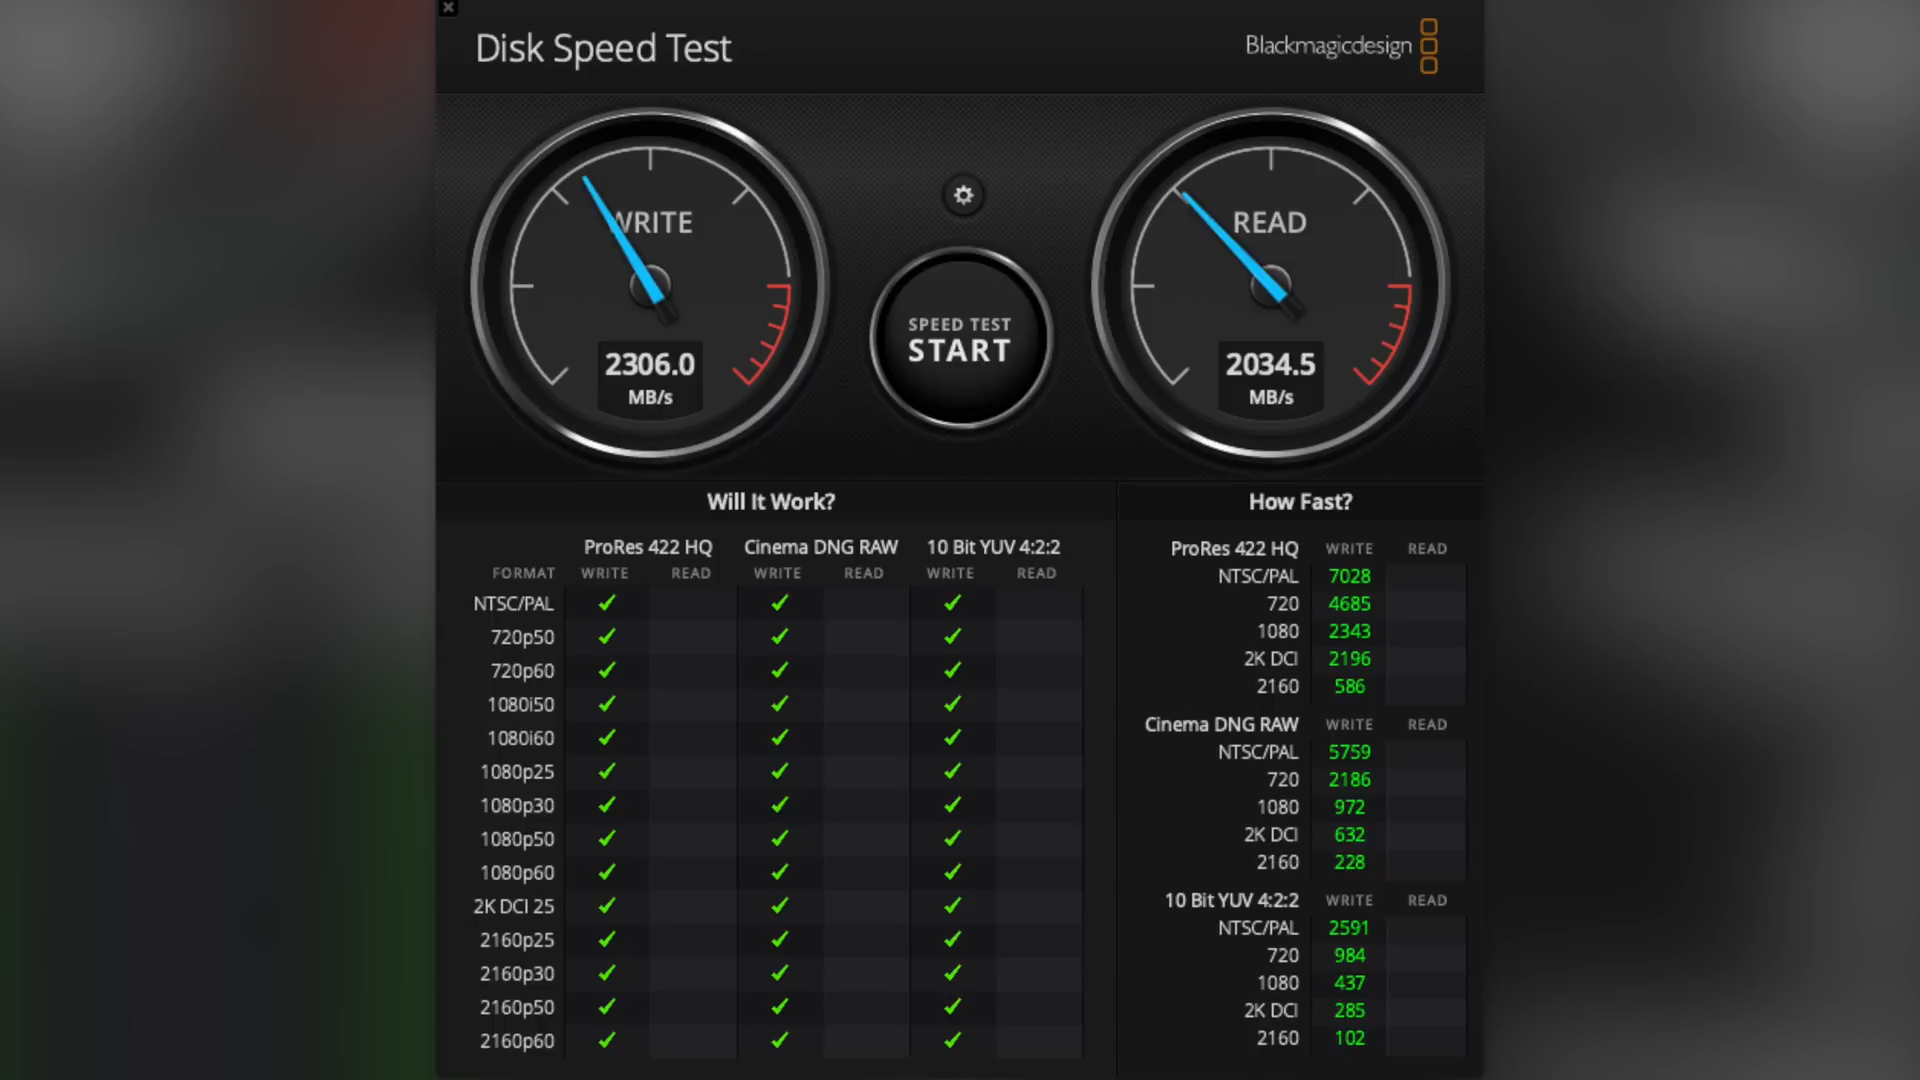 Disk Speed Test
Blackmagicdesign
WRITE
2306.0
MB/s
SPEED TEST
START
READ
2034.5
MB/s
Will It Work?
ProRes 422 HQ Cinema DNG RAW 10 Bit YUV 4:2:2
FORMAT WRITE READ WRITE READ WRITE READ
NTSC/PAL
720p50
720p60
1080i50
1080i60
1080p25
1080p30
1080p50
1080p60
2K DCI 25
2160p25
2160p30
2160p50
2160p60
How Fast?
ProRes 422 HQ WRITE READ
NTSC/PAL 7028
720 4685
1080 2343
2K DCI 2196
2160 586
Cinema DNG RAW WRITE READ
NTSC/PAL 5759
720 2186
1080 972
2K DCI 632
2160 228
10 Bit YUV 4:2:2 WRITE READ
NTSC/PAL 2591
720 984
1080 437
2K DCI 285
2160 102